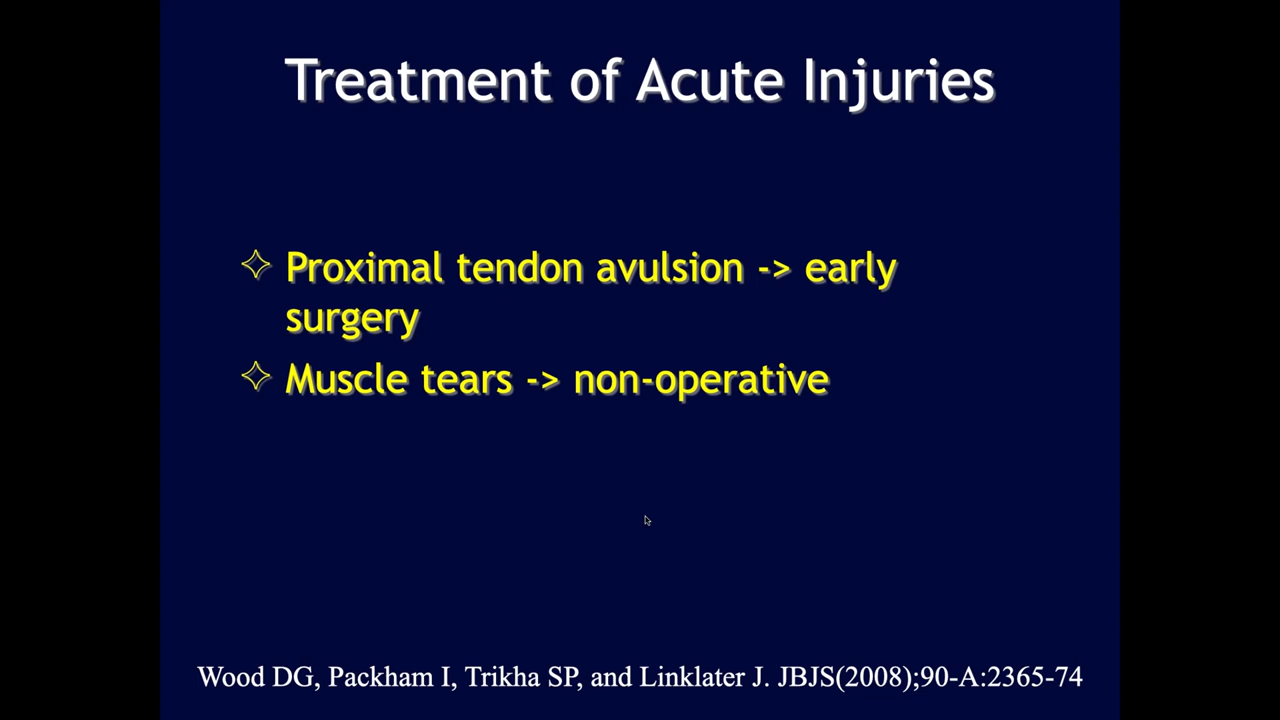 Treatment of Acute Injuries
✧ Proximal tendon avulsion -> early
surgery
✧ Muscle tears -> non-operative
Wood DG, Packham I, Trikha SP, and Linklater J. JBJS(2008);90-A:2365-74